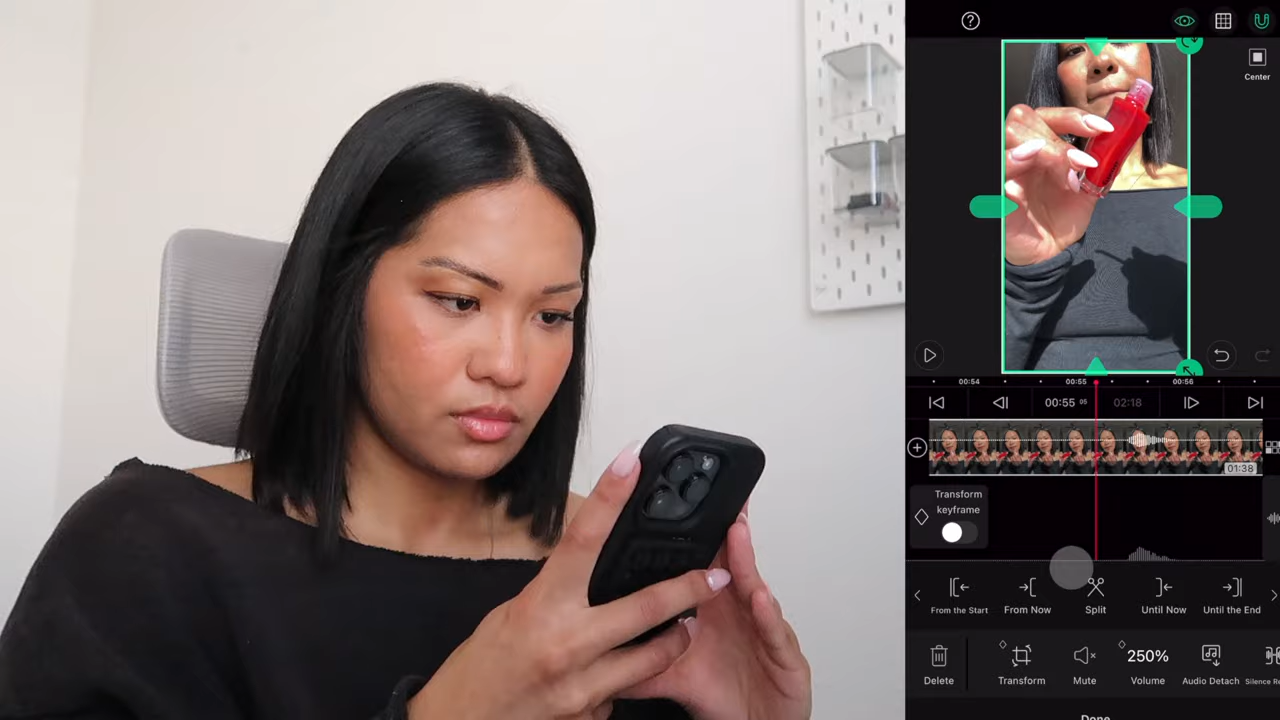 ?
Center
00:54 00:55 00:56
00:55 05 02:18
01:38
Transform
keyframe
From the Start From Now Split Until Now Until the End
250%
Delete Transform Mute Volume Audio Detach Silence Re